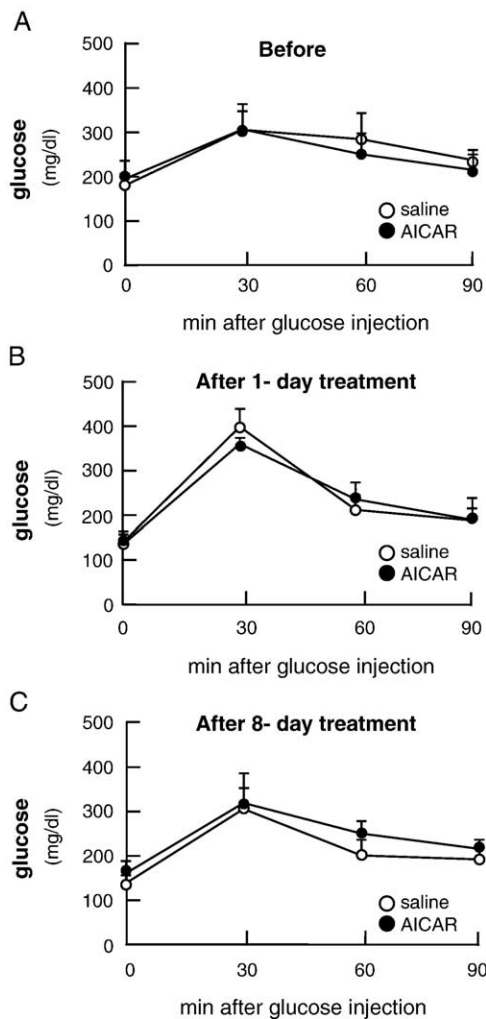 A
Before
500
400
300
200
100
0
glucose
(mg/dl)
saline
AICAR
0 30 60 90
min after glucose injection
B
After 1- day treatment
500
400
300
200
100
0
glucose
(mg/dl)
saline
AICAR
0 30 60 90
min after glucose injection
C
After 8- day treatment
500
400
300
200
100
0
glucose
(mg/dl)
saline
AICAR
0 30 60 90
min after glucose injection